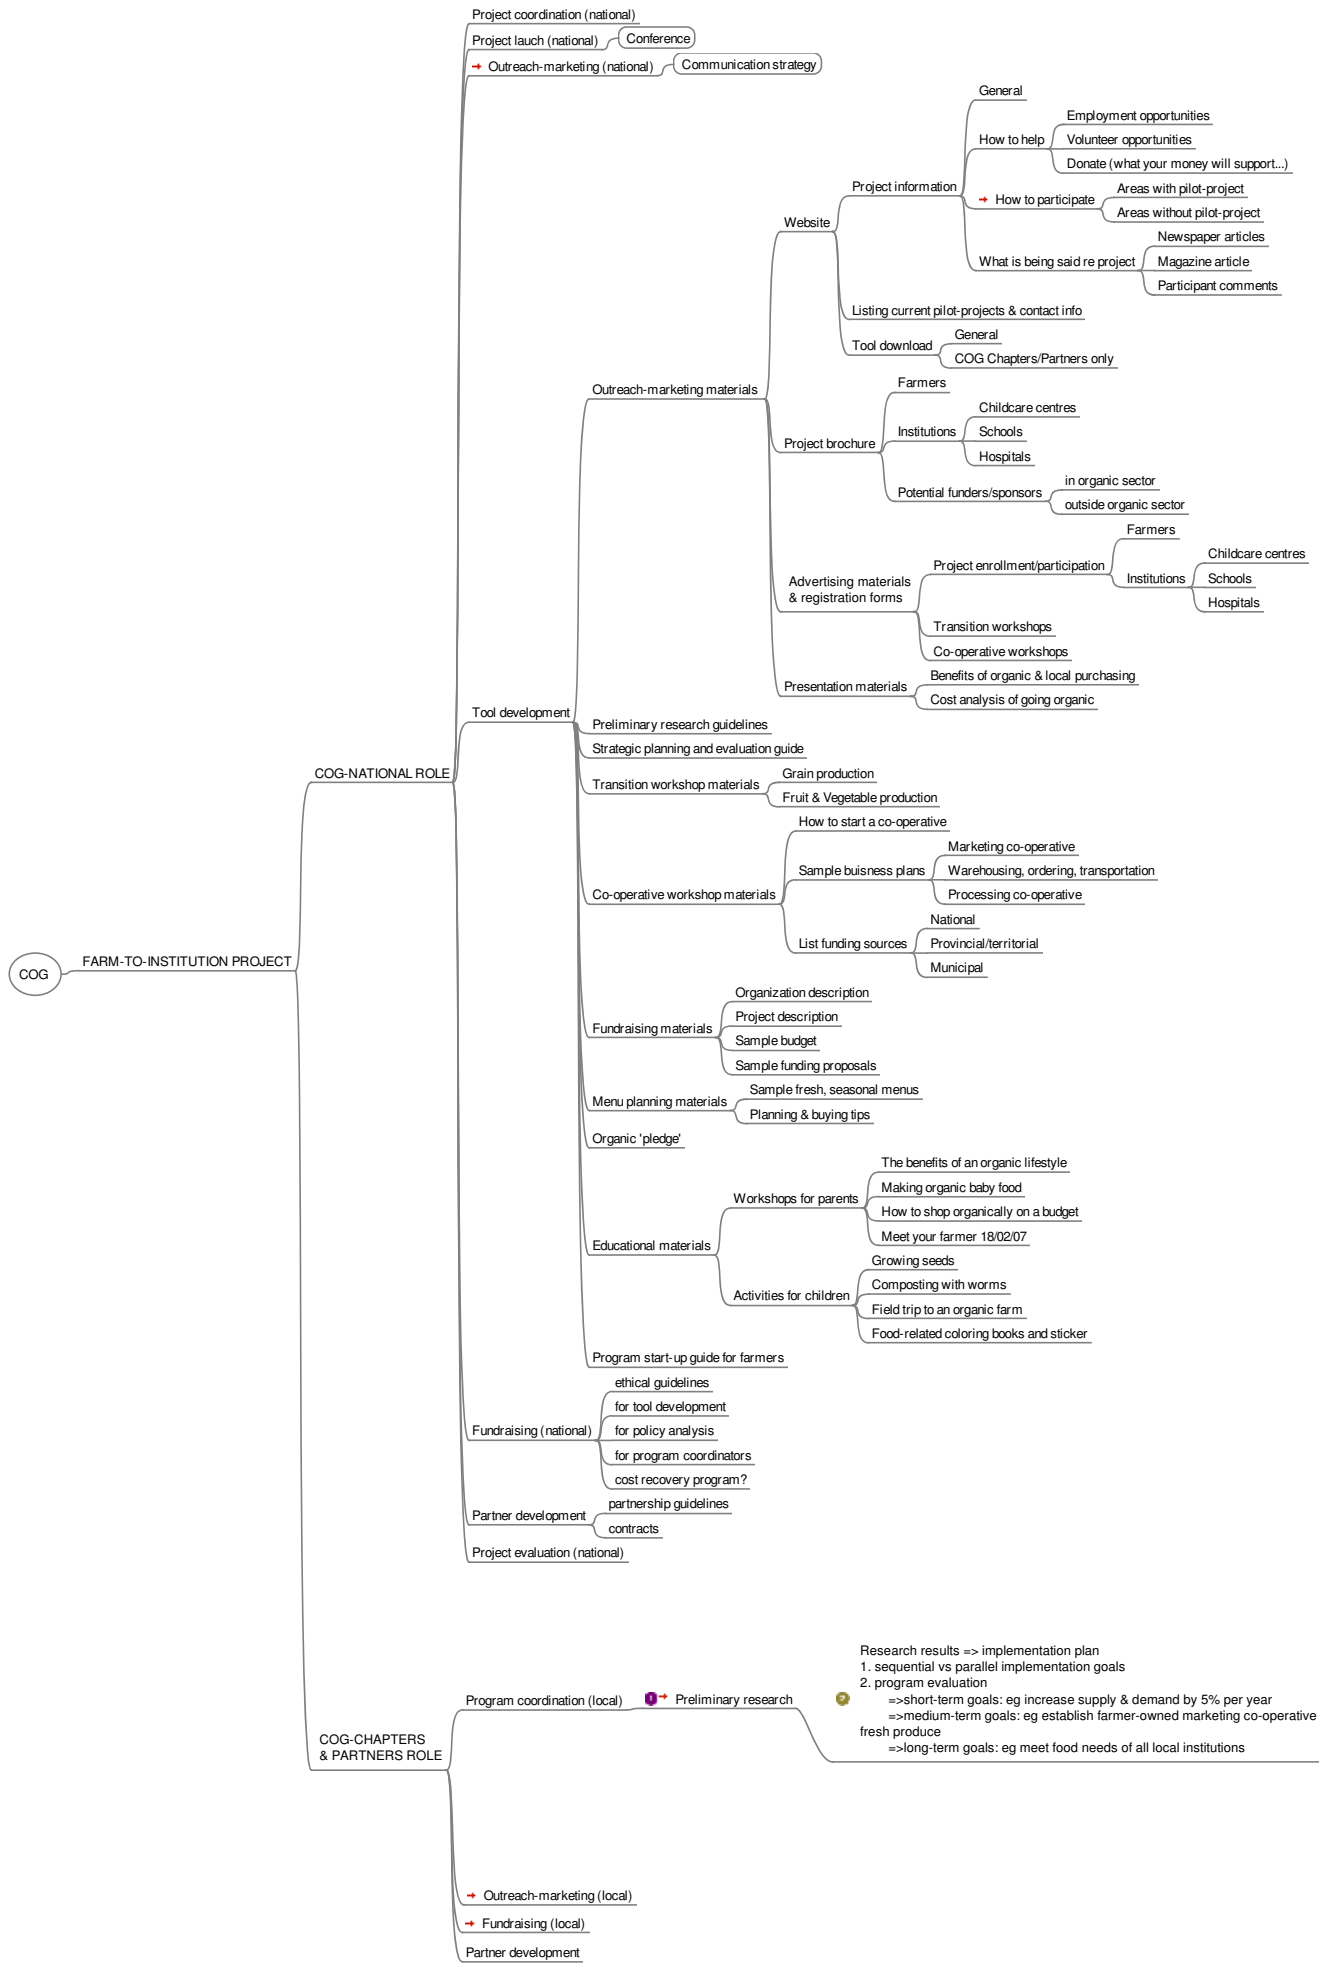 Project coordination (national)
Project lauch (national)
Conference
Outreach-marketing (national)
Communication strategy
General
Employment opportunities
How to help
Volunteer opportunities
Donate (what your money will support...)
Project information
Areas with pilot-project
How to participate
Areas without pilot-project
Website
Newspaper articles
What is being said re project
Magazine article
Participant comments
Listing current pilot-projects & contact info
General
Tool download
COG Chapters/Partners only
Outreach-marketing materials
Farmers
Childcare centres
Project brochure
Institutions
Schools
Hospitals
in organic sector
Potential funders/sponsors
outside organic sector
Farmers
Childcare centres
Project enrollment/participation
Institutions
Schools
Advertising materials
& registration forms
Hospitals
Transition workshops
Co-operative workshops
Benefits of organic & local purchasing
Presentation materials
Cost analysis of going organic
Tool development
Preliminary research guidelines
Strategic planning and evaluation guide
COG-NATIONAL ROLE
Grain production
Transition workshop materials
Fruit & Vegetable production
How to start a co-operative
Marketing co-operative
Sample buisness plans
Warehousing, ordering, transportation
Co-operative workshop materials
Processing co-operative
National
List funding sources
Provincial/territorial
Municipal
COG
FARM-TO-INSTITUTION PROJECT
Organization description
Project description
Fundraising materials
Sample budget
Sample funding proposals
Sample fresh, seasonal menus
Menu planning materials
Planning & buying tips
Organic 'pledge'
The benefits of an organic lifestyle
Making organic baby food
Workshops for parents
How to shop organically on a budget
Meet your farmer 18/02/07
Educational materials
Growing seeds
Composting with worms
Activities for children
Field trip to an organic farm
Food-related coloring books and sticker
Program start-up guide for farmers
ethical guidelines
for tool development
Fundraising (national)
for policy analysis
for program coordinators
cost recovery program?
partnership guidelines
Partner development
contracts
Project evaluation (national)
COG-CHAPTERS
& PARTNERS ROLE
Program coordination (local)
Preliminary research
Research results => implementation plan
1. sequential vs parallel implementation goals
2. program evaluation
=>short-term goals: eg increase supply & demand by 5% per year
=>medium-term goals: eg establish farmer-owned marketing co-operative
fresh produce
=>long-term goals: eg meet food needs of all local institutions
Outreach-marketing (local)
Fundraising (local)
Partner development